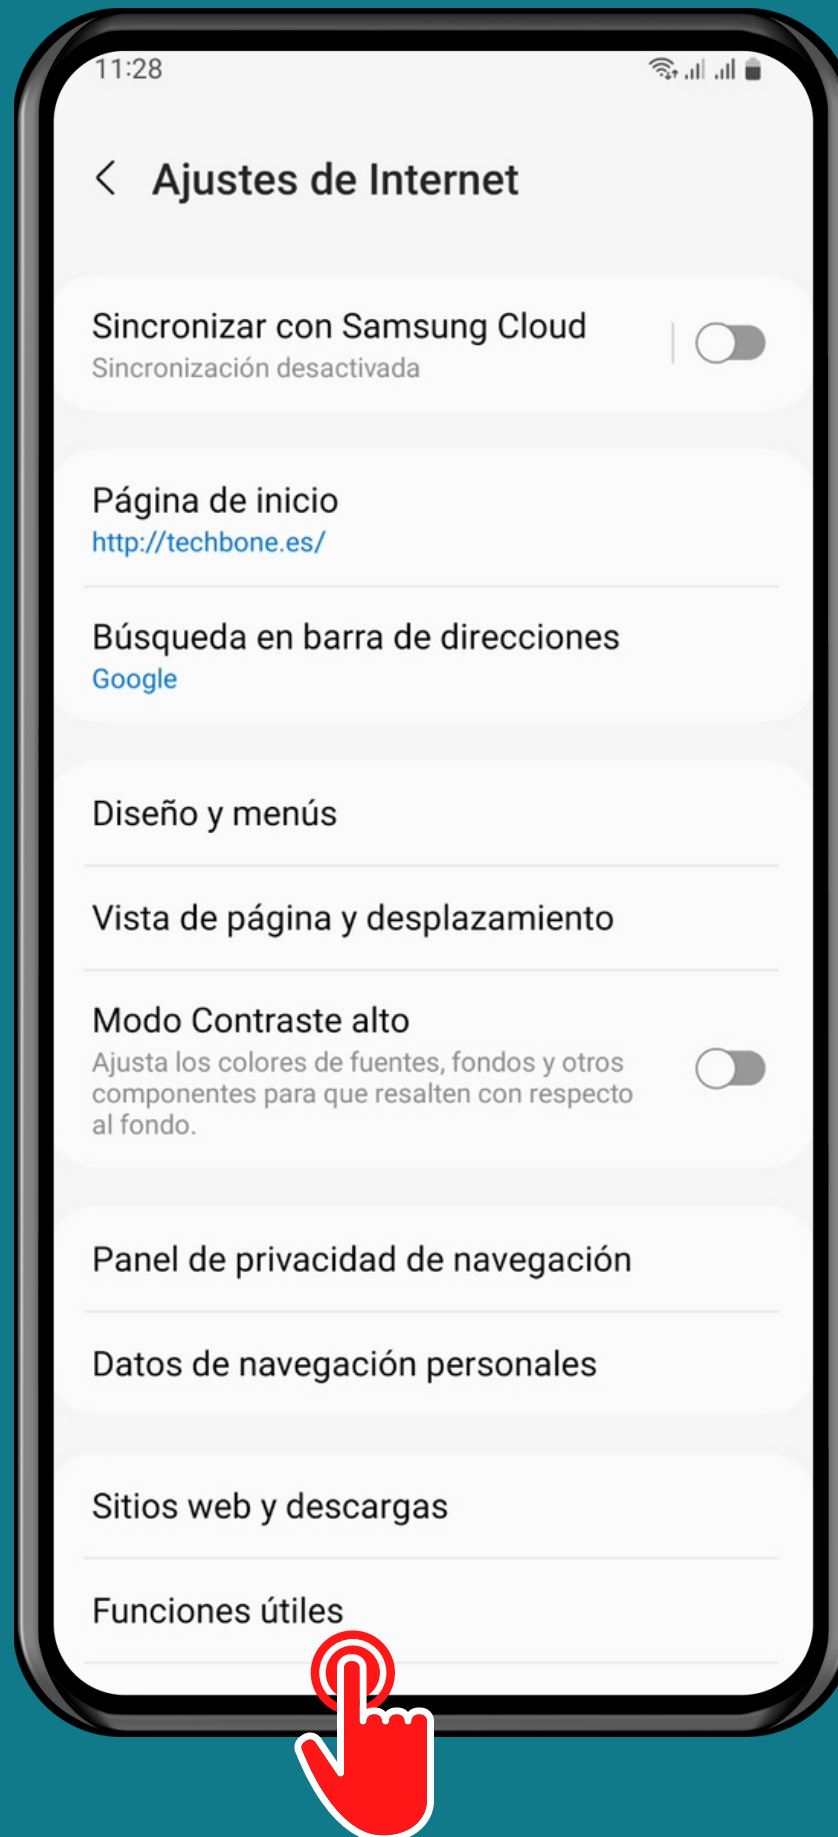 11:28
Ajustes de Internet
Sincronizar con Samsung Cloud
Sincronización desactivada
Página de inicio
http://techbone.es/
Búsqueda en barra de direcciones
Google
Diseño y menús
Vista de página y desplazamiento
Modo Contraste alto
Ajusta los colores de fuentes, fondos y otros
componentes para que resalten con respecto
al fondo.
Panel de privacidad de navegación
Datos de navegación personales
Sitios web y descargas
Funciones útiles